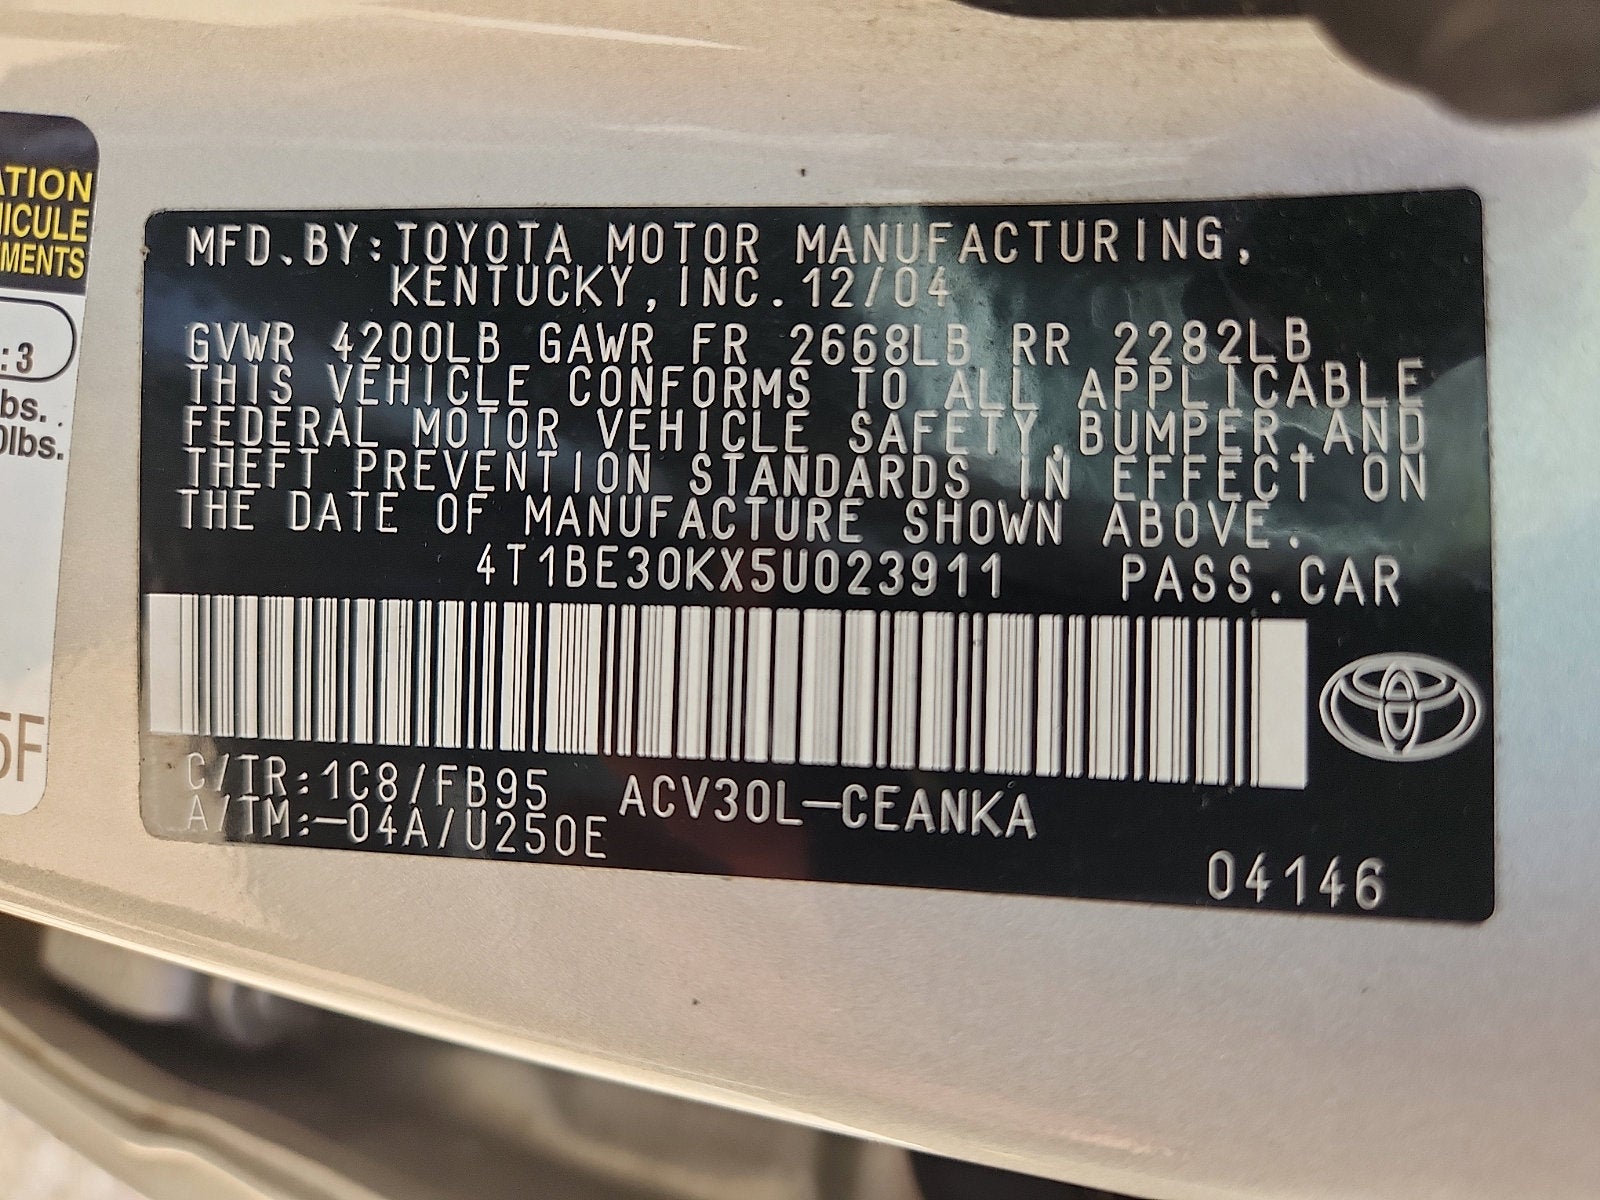 ATION
HICULE
EMENTS
: 3
bs.
0lbs.
5F
MFD.BY:TOYOTA MOTOR MANUFACTURING,
KENTUCKY,INC.12/04
GVWR 4200LB GAWR FR 2668LB RR 2282LB
THIS VEHICLE CONFORMS TO ALL APPLICABLE
FEDERAL MOTOR VEHICLE SAFETY,BUMPER,AND
THEFT PREVENTION STANDARDS IN EFFECT ON
THE DATE OF MANUFACTURE SHOWN ABOVE.
4T1BE30KX5U023911 PASS.CAR
C/TR:1C8/FB95 ACV30L-CEANKA
A/TM:-04A/U250E
04146